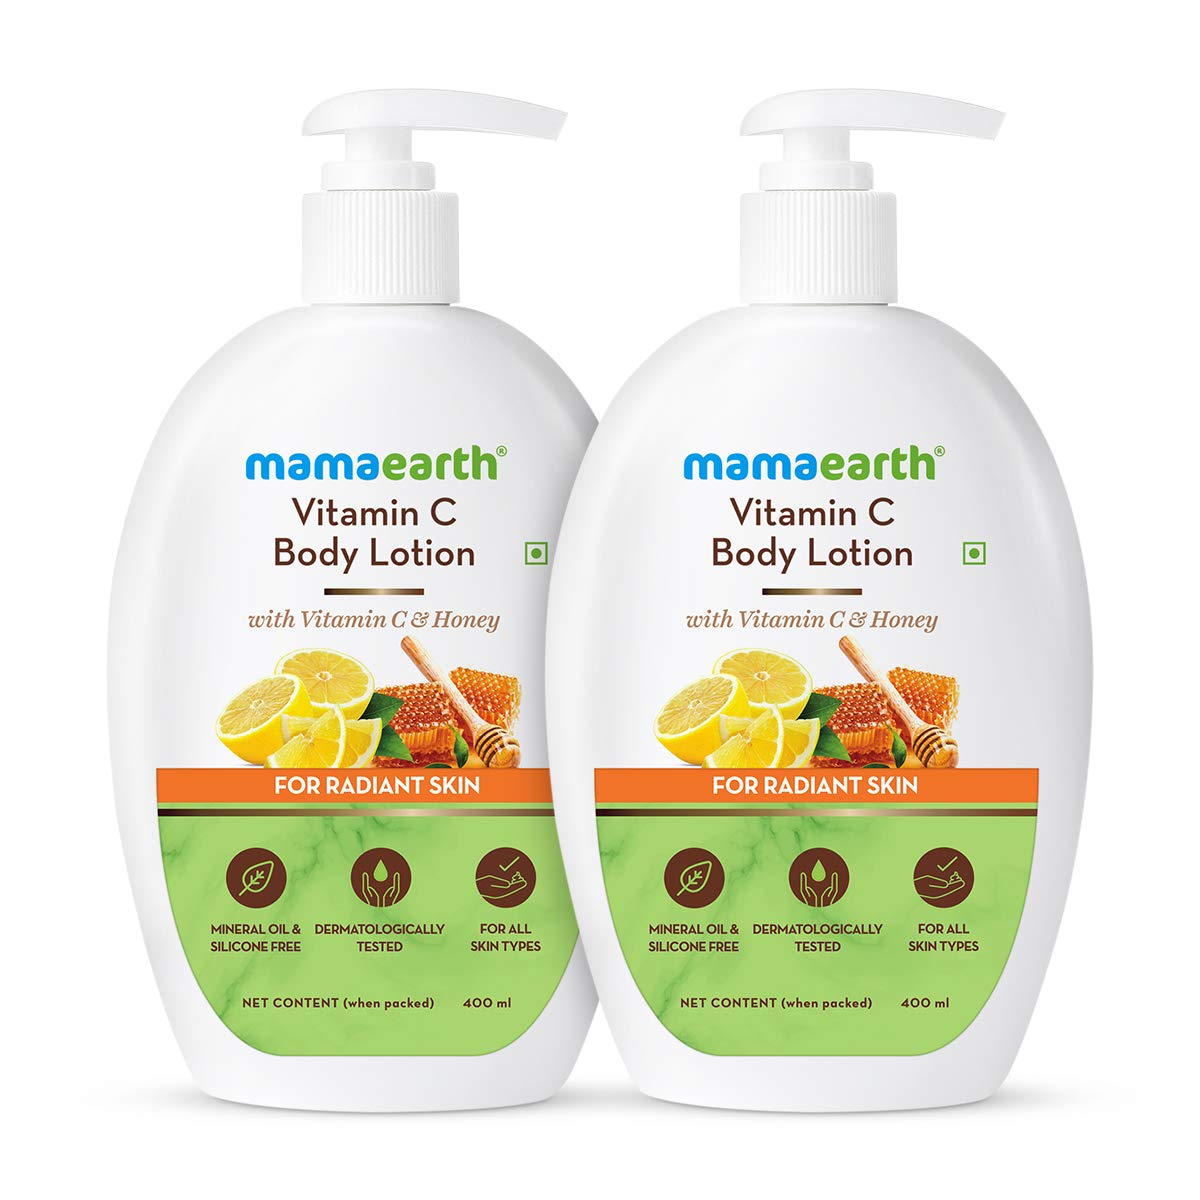 mamaearth®
Vitamin C
Body Lotion
with Vitamin C & Honey
FOR RADIANT SKIN
MINERAL OIL &
SILICONE FREE
DERMATOLOGICALLY
TESTED
FOR ALL
SKIN TYPES
NET CONTENT (when packed) 400 ml
mamaearth®
Vitamin C
Body Lotion
with Vitamin C & Honey
FOR RADIANT SKIN
MINERAL OIL &
SILICONE FREE
DERMATOLOGICALLY
TESTED
FOR ALL
SKIN TYPES
NET CONTENT (when packed) 400 ml